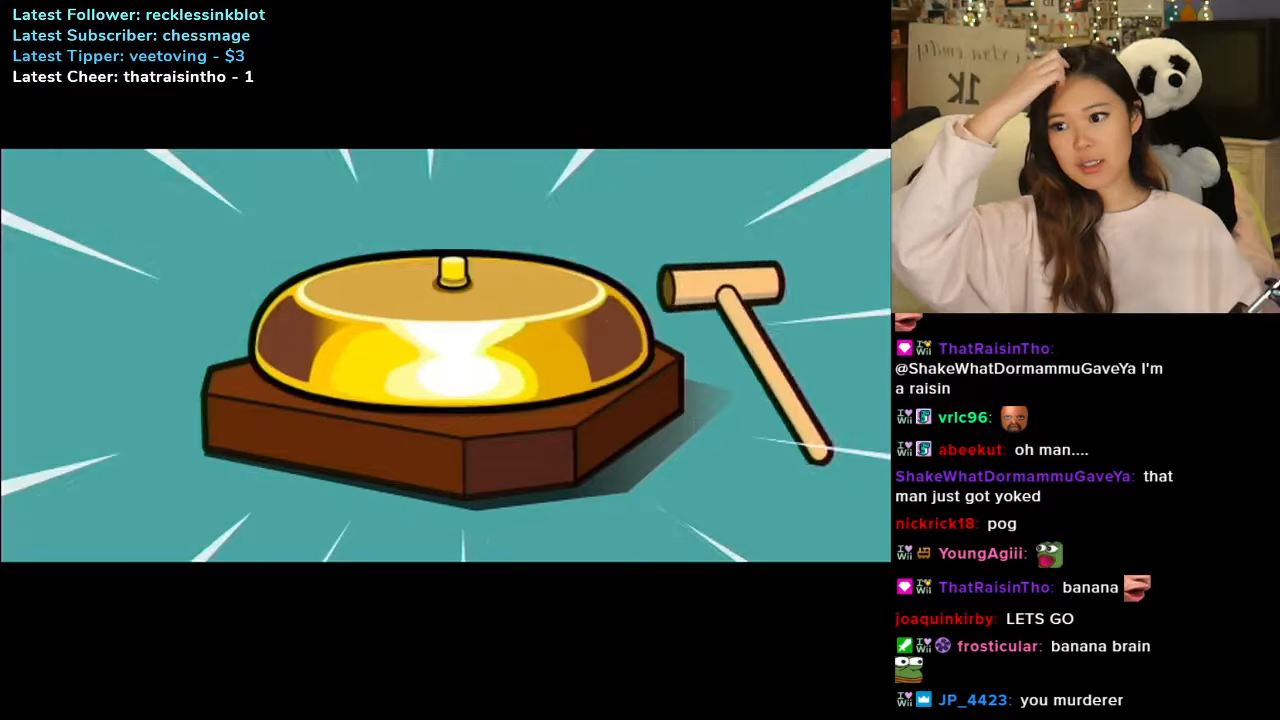 Latest Follower: recklessinkblot
Latest Subscriber: chessmage
Latest Tipper: veetoving - $3
Latest Cheer: thatraisintho - 1
1K
ThatRaisinTho:
@ShakeWhatDormammuGaveYa I'm
a raisin
vrlc96:
abeekut: oh man....
ShakeWhatDormammuGaveYa: that
man just got yoked
nickrick18: pog
YoungAgiii:
ThatRaisinTho: banana
joaquinkirby: LETS GO
frosticular: banana brain
JP_4423: you murderer